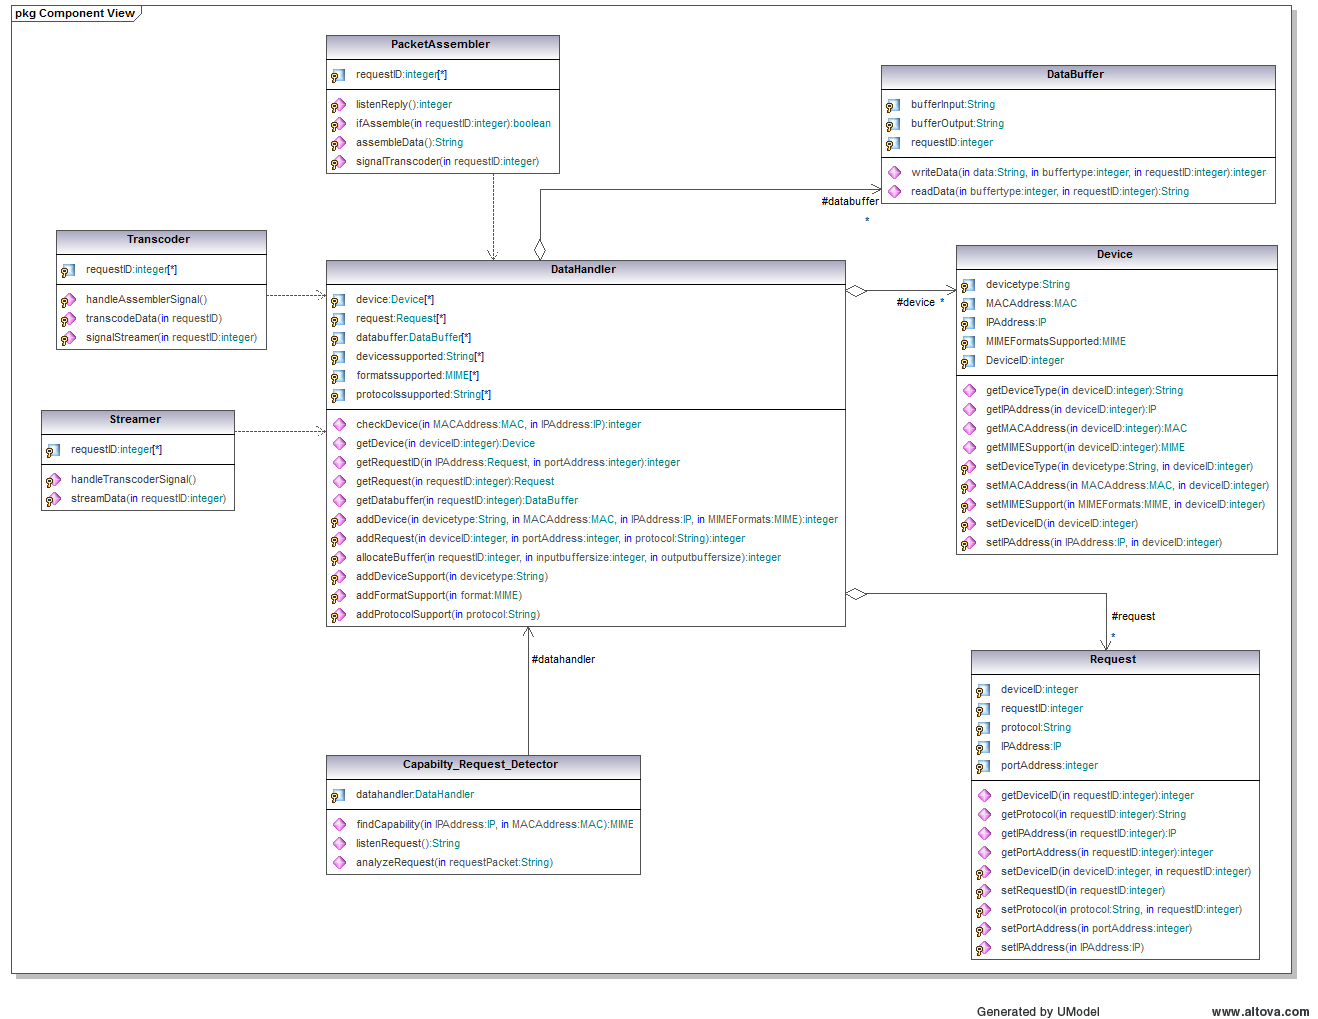 pkg Component View
PacketAssembler
requestID:integer[*]
listenReply():integer
ifAssemble(in requestID:integer):boolean
assembleData():String
signalTranscoder(in requestID:integer)
DataBuffer
bufferInput:String
bufferOutput:String
requestID:integer
writeData(in data:String, in buffertype:integer, in requestID:integer):integer
readData(in buffertype:integer, in requestID:integer):String
#databuffer
*
Transcoder
requestID:integer[*]
handleAssemblerSignal()
transcodeData(in requestID)
signalStreamer(in requestID:integer)
Streamer
requestID:integer[*]
handleTranscoderSignal()
streamData(in requestID:integer)
DataHandler
device:Device[*]
request:Request[*]
databuffer:DataBuffer[*]
devicessupported:String[*]
formatssupported:MIME[*]
protocolssupported:String[*]
checkDevice(in MACAddress:MAC, in IPAddress:IP):integer
getDevice(in deviceID:integer):Device
getRequestID(in IPAddress:Request, in portAddress:integer):integer
getRequest(in requestID:integer):Request
getDatabuffer(in requestID:integer):DataBuffer
addDevice(in devicetype:String, in MACAddress:MAC, in IPAddress:IP, in MIMEFormats:MIME):integer
addRequest(in deviceID:integer, in portAddress:integer, in protocol:String):integer
allocateBuffer(in requestID:integer, in inputbuffersize:integer, in outputbuffersize):integer
addDeviceSupport(in devicetype:String)
addFormatSupport(in format:MIME)
addProtocolSupport(in protocol:String)
#device *
Device
devicetype:String
MACAddress:MAC
IPAddress:IP
MIMEFormatsSupported:MIME
DeviceID:integer
getDeviceType(in deviceID:integer):String
getIPAddress(in deviceID:integer):IP
getMACAddress(in deviceID:integer):MAC
getMIMESupport(in deviceID:integer):MIME
setDeviceType(in devicetype:String, in deviceID:integer)
setMACAddress(in MACAddress:MAC, in deviceID:integer)
setMIMESupport(in MIMEFormats:MIME, in deviceID:integer)
setDeviceID(in deviceID:integer)
setIPAddress(in IPAddress:IP, in deviceID:integer)
#request
*
#datahandler
Capabilty_Request_Detector
datahandler:DataHandler
findCapability(in IPAddress:IP, in MACAddress:MAC):MIME
listenRequest():String
analyzeRequest(in requestPacket:String)
Request
deviceID:integer
requestID:integer
protocol:String
IPAddress:IP
portAddress:integer
getDeviceID(in requestID:integer):integer
getProtocol(in requestID:integer):String
getIPAddress(in requestID:integer):IP
getPortAddress(in requestID:integer):integer
setDeviceID(in deviceID:integer, in requestID:integer)
setRequestID(in requestID:integer)
setProtocol(in protocol:String, in requestID:integer)
setPortAddress(in portAddress:integer)
setIPAddress(in IPAddress:IP)
Generated by UModel
www.altova.com